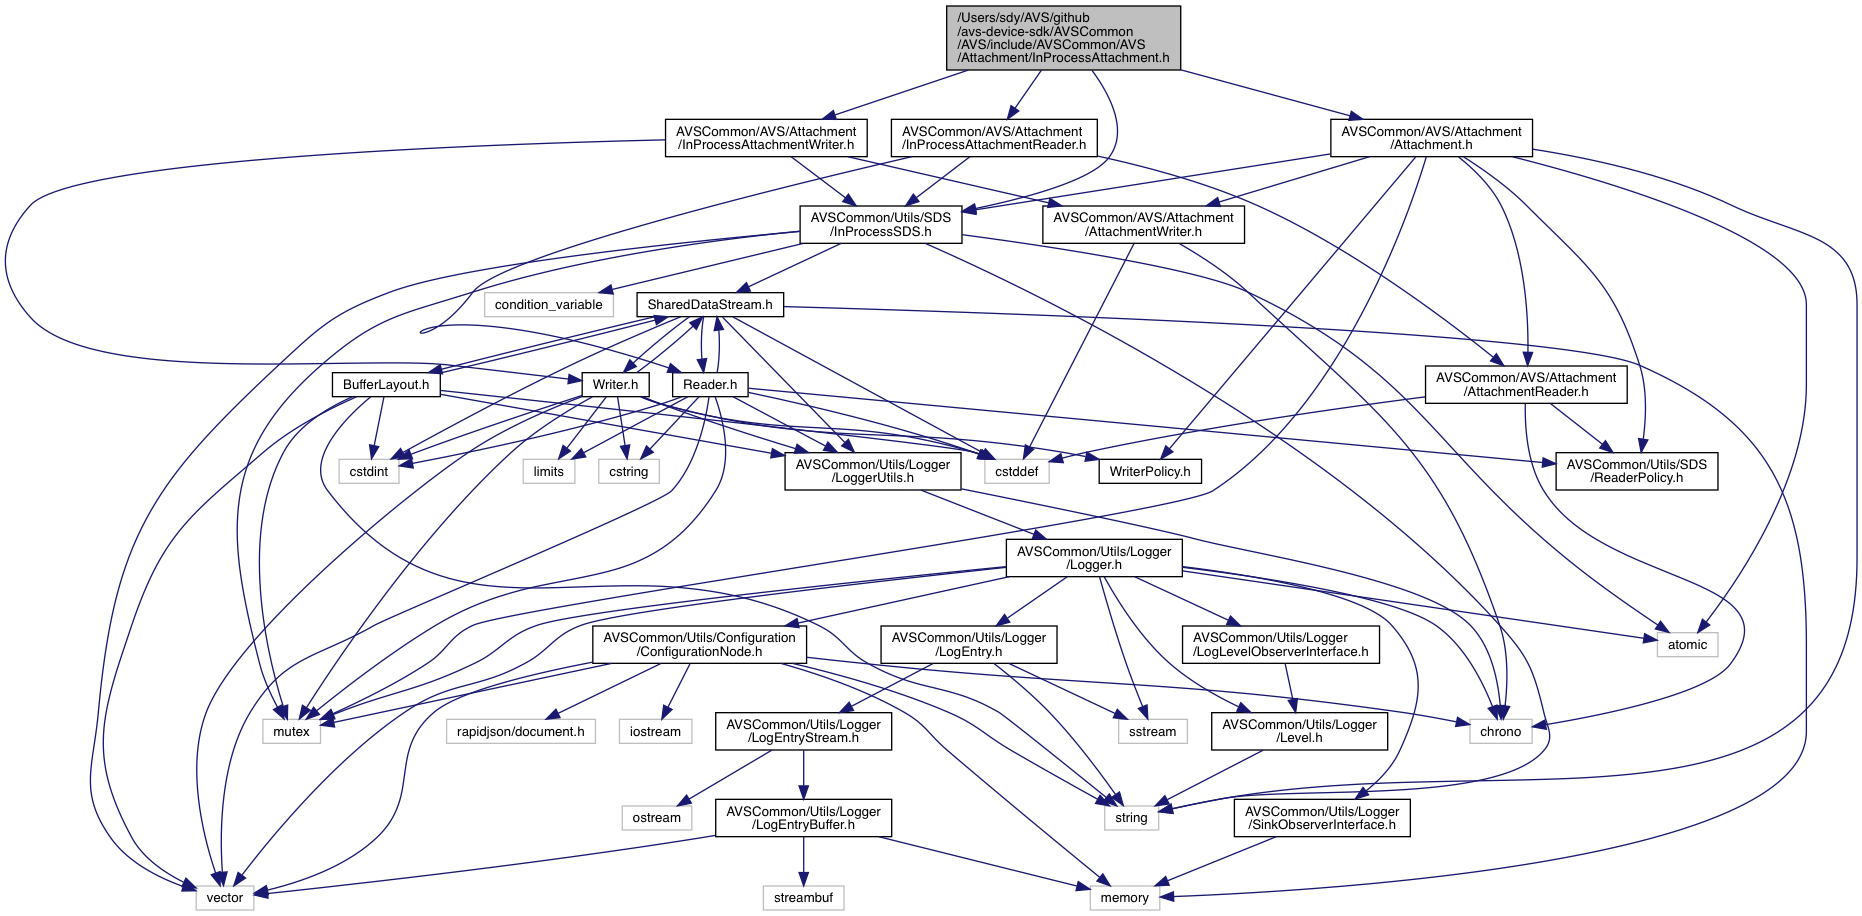 /Users/sdy/AVS/github
/avs-device-sdk/AVSCommon
/AVS/include/AVSCommon/AVS
/Attachment/InProcessAttachment.h
AVSCommon/AVS/Attachment
/InProcessAttachmentWriter.h
AVSCommon/AVS/Attachment
/InProcessAttachmentReader.h
AVSCommon/AVS/Attachment
/Attachment.h
AVSCommon/Utils/SDS
/InProcessSDS.h
AVSCommon/AVS/Attachment
/AttachmentWriter.h
condition_variable
SharedDataStream.h
BufferLayout.h
Writer.h
Reader.h
AVSCommon/AVS/Attachment
/AttachmentReader.h
cstdint
limits
cstring
AVSCommon/Utils/Logger
/LoggerUtils.h
cstddef
WriterPolicy.h
AVSCommon/Utils/SDS
/ReaderPolicy.h
AVSCommon/Utils/Logger
/Logger.h
AVSCommon/Utils/Configuration
/ConfigurationNode.h
AVSCommon/Utils/Logger
/LogEntry.h
AVSCommon/Utils/Logger
/LogLevelObserverInterface.h
atomic
mutex
rapidjson/document.h
iostream
AVSCommon/Utils/Logger
/LogEntryStream.h
sstream
AVSCommon/Utils/Logger
/Level.h
chrono
ostream
AVSCommon/Utils/Logger
/LogEntryBuffer.h
string
AVSCommon/Utils/Logger
/SinkObserverInterface.h
vector
streambuf
memory